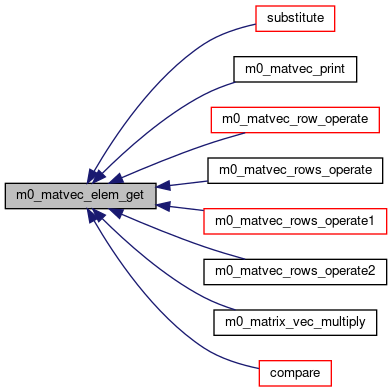 substitute
m0_matvec_print
m0_matvec_row_operate
m0_matvec_rows_operate
m0_matvec_elem_get
m0_matvec_rows_operate1
m0_matvec_rows_operate2
m0_matrix_vec_multiply
compare